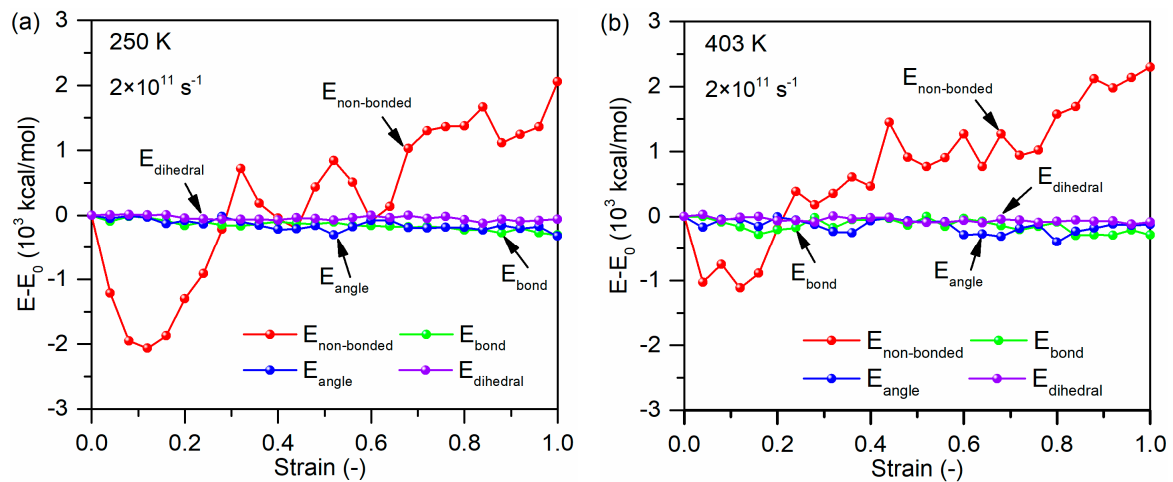 (a)
250 K
2×10¹¹ s⁻¹
E_non-bonded
E_dihedral
E_angle
E_bond
E_non-bonded
E_bond
E_angle
E_dihedral
3
2
1
0
-1
-2
-3
E-E₀ (10³ kcal/mol)
0.0 0.2 0.4 0.6 0.8 1.0
Strain (-)
(b)
403 K
2×10¹¹ s⁻¹
E_non-bonded
E_dihedral
E_bond
E_angle
E_non-bonded
E_bond
E_angle
E_dihedral
3
2
1
0
-1
-2
-3
E-E₀ (10³ kcal/mol)
0.0 0.2 0.4 0.6 0.8 1.0
Strain (-)